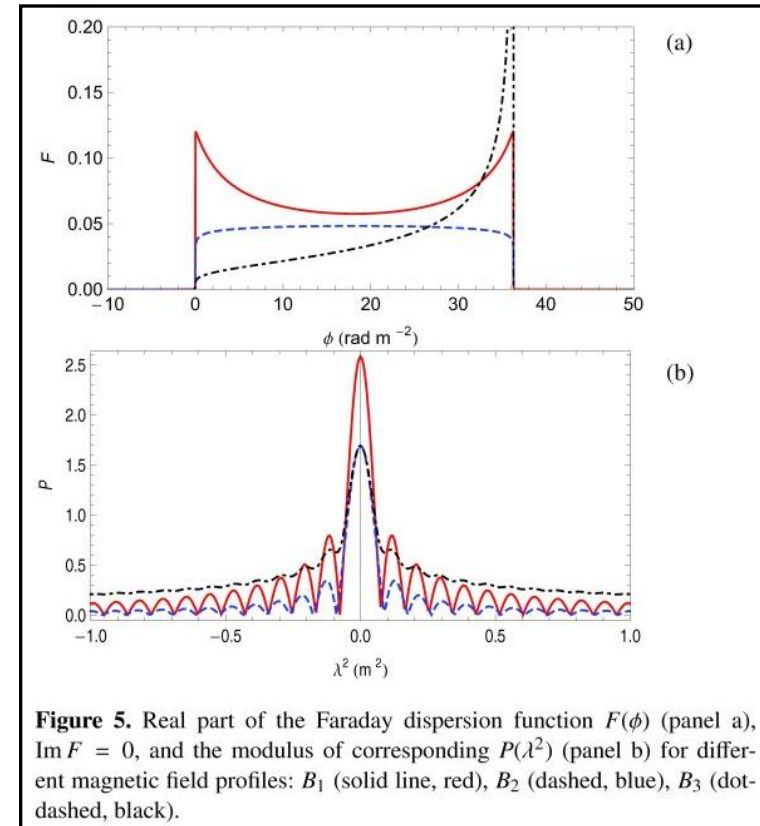 0.20
(a)
0.15
0.10
F
0.05
0.00
−10 0 10 20 30 40 50
ϕ (rad m −2)
2.5
(b)
2.0
1.5
P
1.0
0.5
0.0
−1.0 −0.5 0.0 0.5 1.0
λ2 (m 2)
Figure 5. Real part of the Faraday dispersion function F(ϕ) (panel a),
Im F = 0, and the modulus of corresponding P(λ2) (panel b) for differ-
ent magnetic field profiles: B1 (solid line, red), B2 (dashed, blue), B3 (dot-
dashed, black).